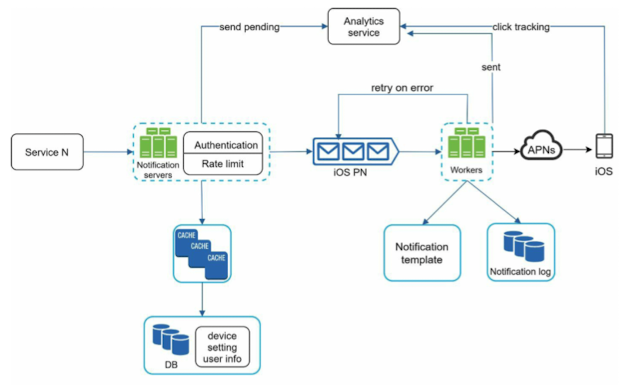 Analytics
service
send pending
click tracking
sent
retry on error
Service N
Notification
servers
Authentication
Rate limit
iOS PN
Workers
APNs
iOS
CACHE
CACHE
CACHE
Notification
template
Notification log
DB
device
setting
user info